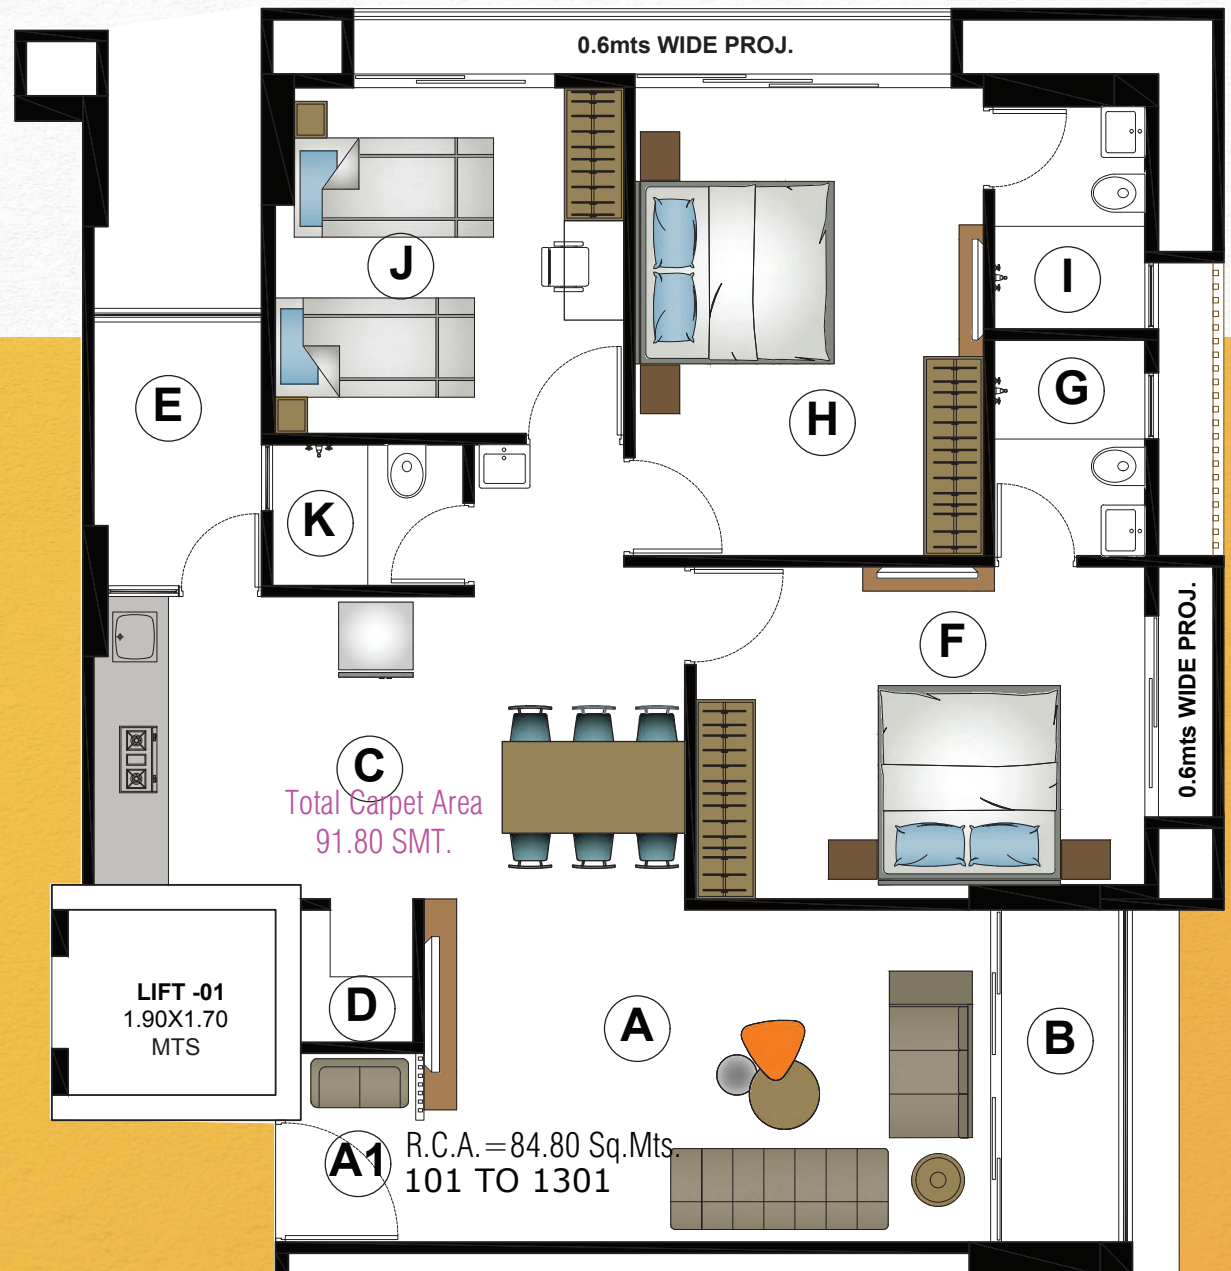 0.6mts WIDE PROJ.
J
I
E
G
H
K
F
0.6mts WIDE PROJ.
C
Total Carpet Area
91.80 SMT.
LIFT -01
1.90X1.70
MTS
D
A
B
A1
R.C.A.=84.80 Sq.Mts.
101 TO 1301